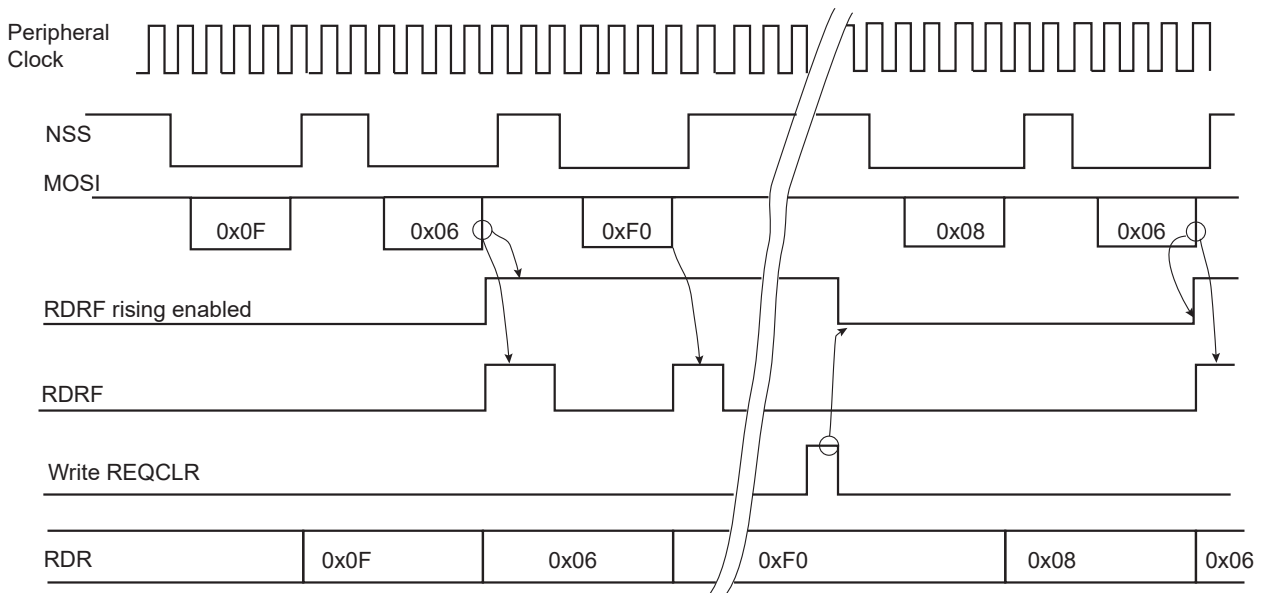 Peripheral
Clock
NSS
MOSI
0x0F
0x06
0xF0
0x08
0x06
RDRF rising enabled
RDRF
Write REQCLR
RDR
0x0F
0x06
0xF0
0x08
0x06